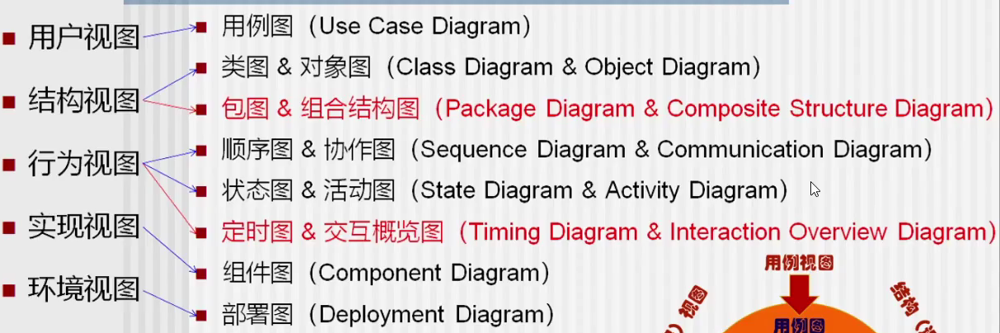 用户视图
结构视图
行为视图
实现视图
环境视图
用例图（Use Case Diagram）
类图 & 对象图（Class Diagram & Object Diagram）
包图 & 组合结构图（Package Diagram & Composite Structure Diagram）
顺序图 & 协作图（Sequence Diagram & Communication Diagram）
状态图 & 活动图（State Diagram & Activity Diagram）
定时图 & 交互概览图（Timing Diagram & Interaction Overview Diagram）
组件图（Component Diagram）
部署图（Deployment Diagram）
用例视图
用例图
）视图
结构（